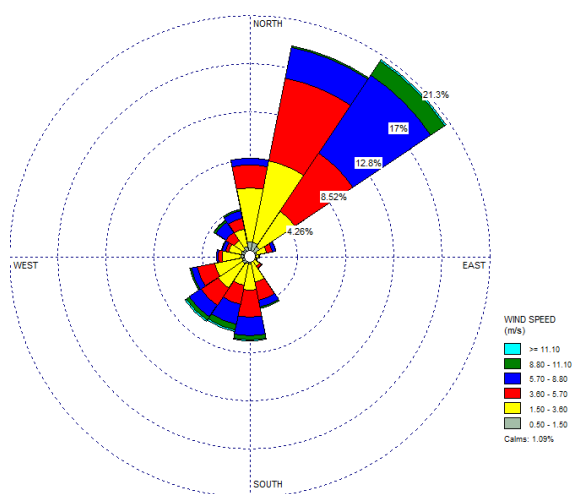 NORTH
21.3%
17%
12.8%
8.52%
4.26%
WEST
EAST
WIND SPEED
(m/s)
>= 11.10
8.80 - 11.10
5.70 - 8.80
3.60 - 5.70
1.50 - 3.60
0.50 - 1.50
Calms: 1.09%
SOUTH